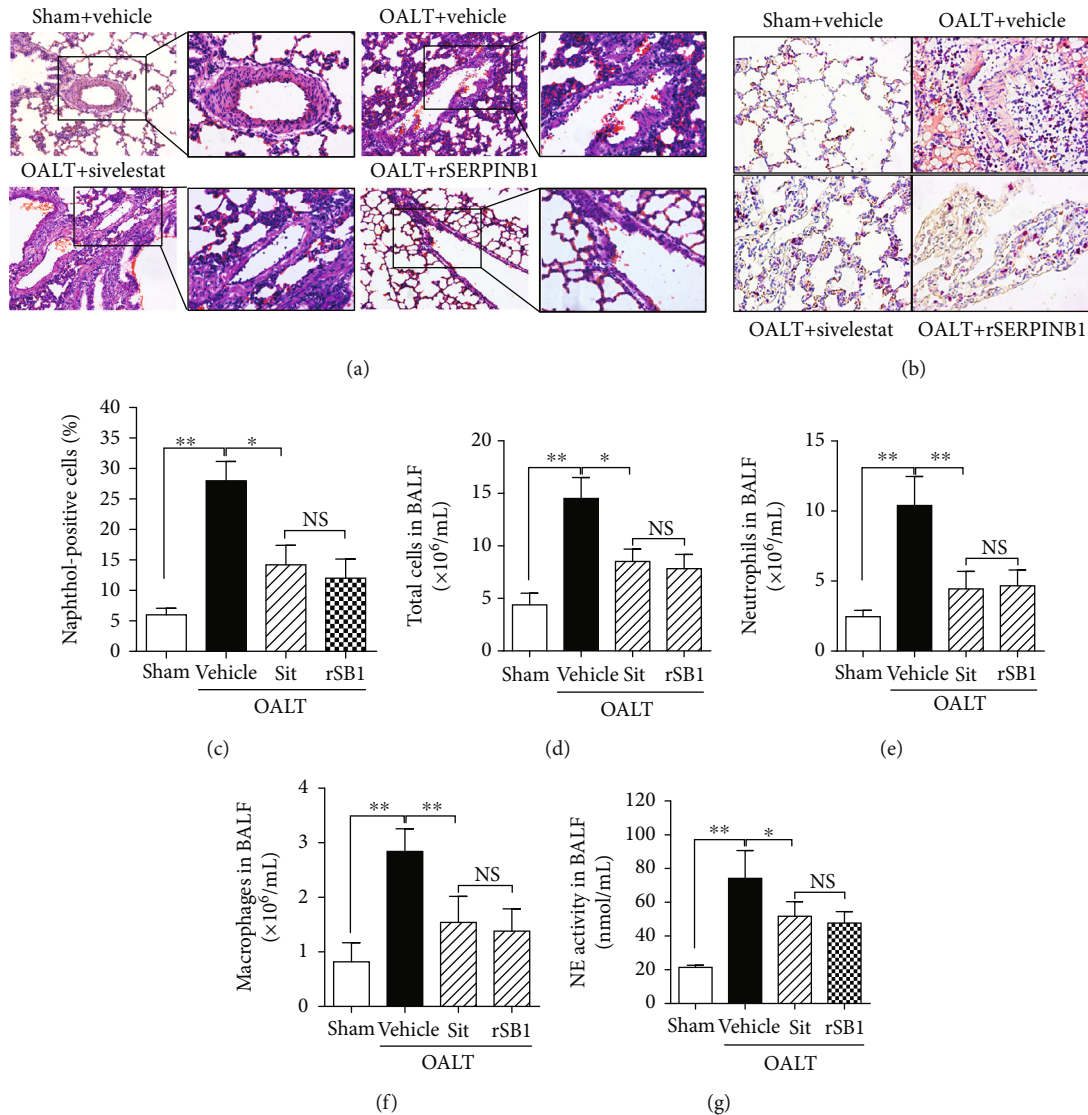 Sham+vehicle
OALT+vehicle
OALT+sivelestat
OALT+rSERPINB1
(a)
Sham+vehicle
OALT+vehicle
OALT+sivelestat
OALT+rSERPINB1
(b)
Naphthol-positive cells (%)
40
35
30
25
20
15
10
5
0
** *
NS
Sham Vehicle Sit rSB1
OALT
(c)
Total cells in BALF
(×10⁶/mL)
20
15
10
5
0
** *
NS
Sham Vehicle Sit rSB1
OALT
(d)
Neutrophils in BALF
(×10⁶/mL)
15
10
5
0
** **
NS
Sham Vehicle Sit rSB1
OALT
(e)
Macrophages in BALF
(×10⁶/mL)
4
3
2
1
0
** **
NS
Sham Vehicle Sit rSB1
OALT
(f)
NE activity in BALF
(nmol/mL)
120
100
80
60
40
20
0
** *
NS
Sham Vehicle Sit rSB1
OALT
(g)